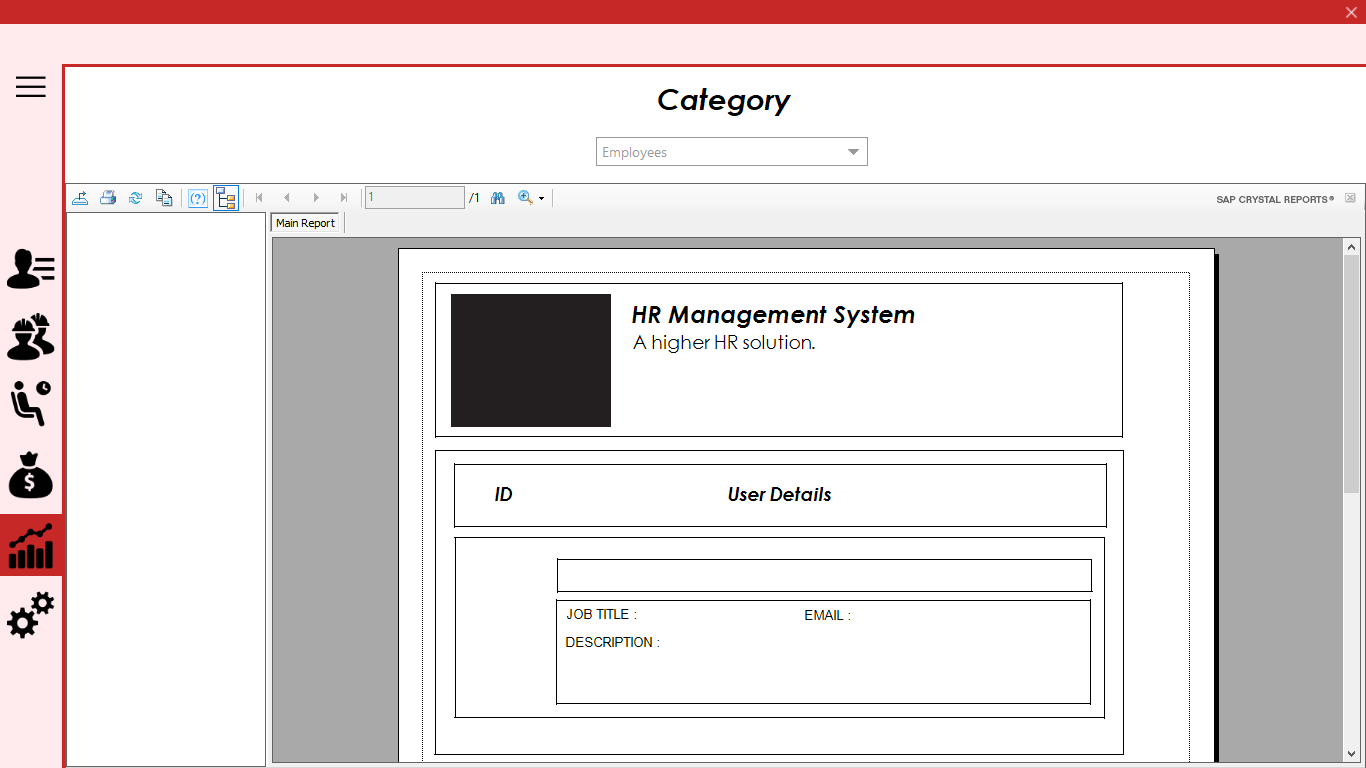 Category
Employees
(?)
1
/1
SAP CRYSTAL REPORTS®
Main Report
HR Management System
A higher HR solution.
$
ID User Details
JOB TITLE : EMAIL :
DESCRIPTION :